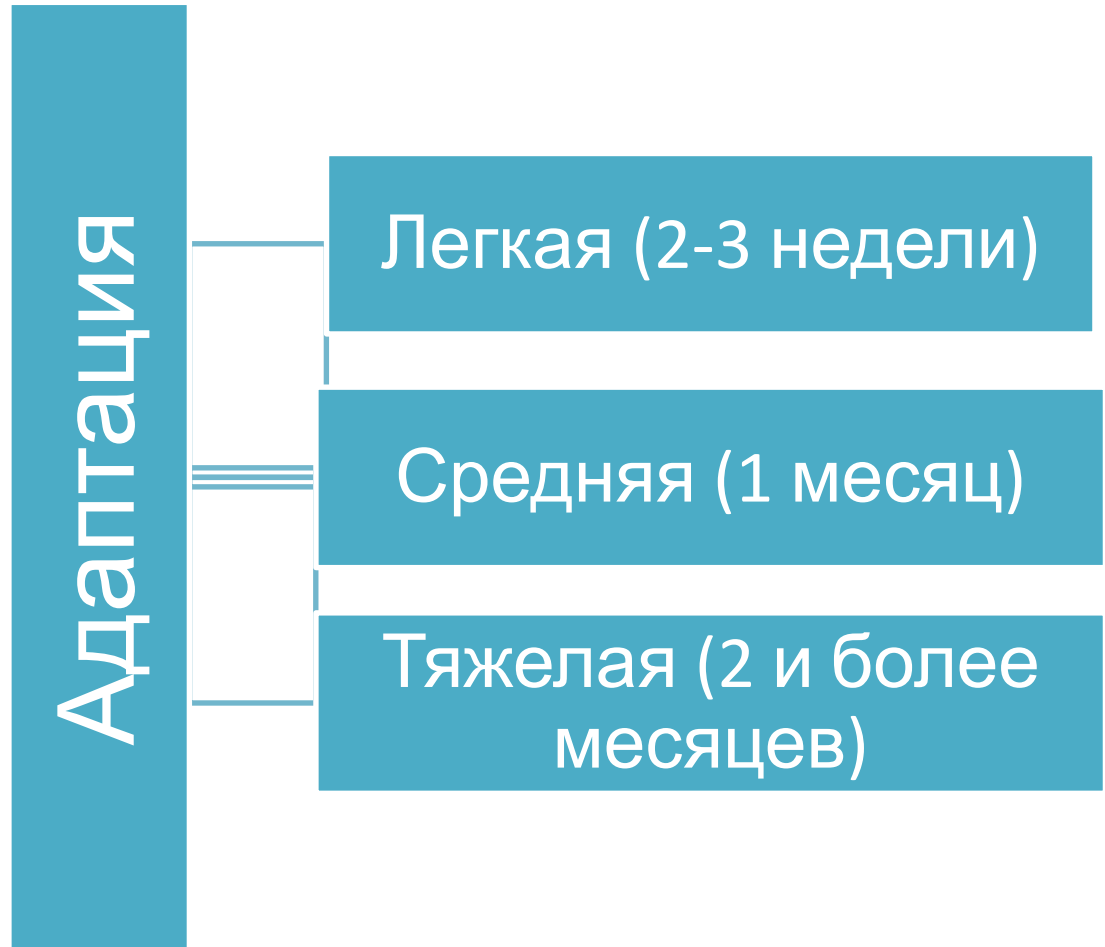 Адаптация
Легкая (2-3 недели)
Средняя (1 месяц)
Тяжелая (2 и более
месяцев)